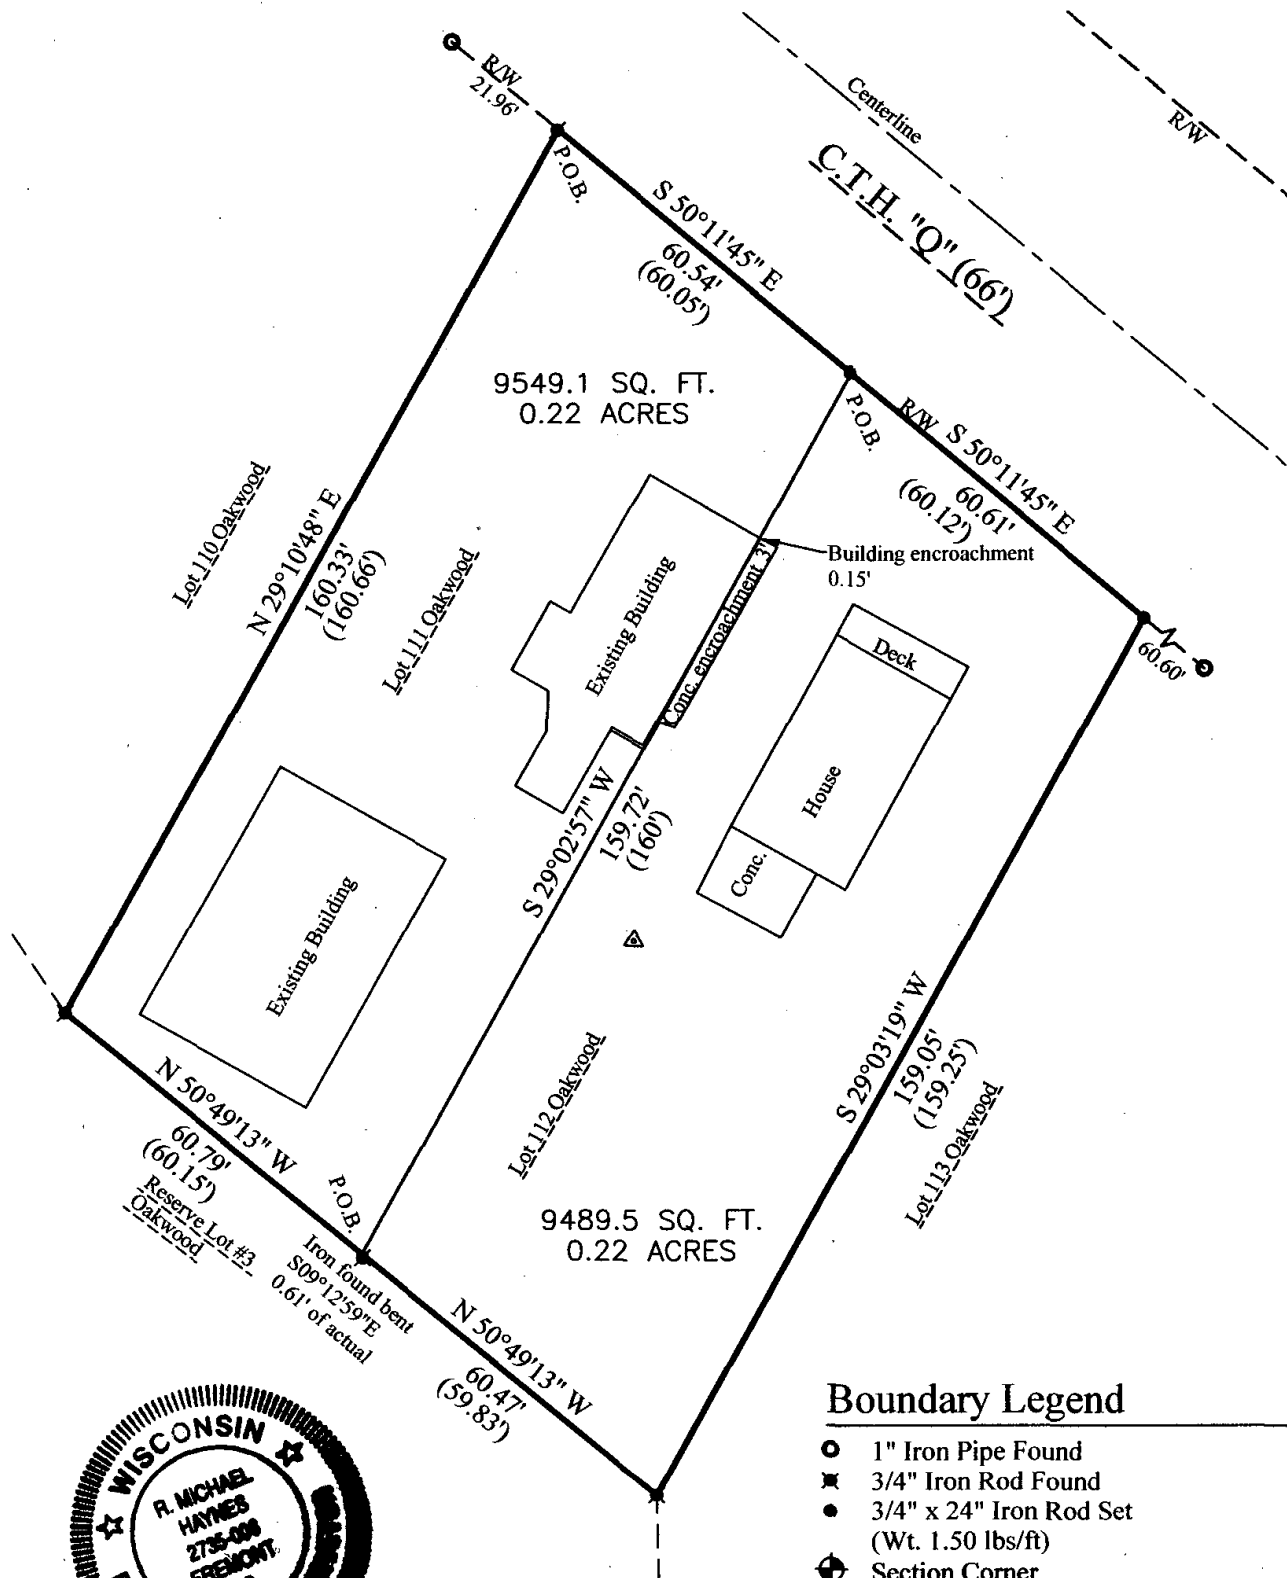 R/W
21.96'
Centerline
R/W
C.T.H. "Q" (66')
P.O.B.
S 50°11'45" E
60.54'
(60.05')
9549.1 SQ. FT.
0.22 ACRES
P.O.B.
R/W
S 50°11'45" E
60.61'
(60.12')
Lot 110 Oakwood
N 29°10'48" E
160.33'
(160.66')
Lot 111 Oakwood
Existing Building
Conc. encroachment 3'
Building encroachment
0.15'
Deck
60.60'
House
Conc.
S 29°02'57" W
159.72'
(160')
Existing Building
S 29°03'19" W
159.05'
(159.25')
Lot 112 Oakwood
Lot 113 Oakwood
N 50°49'13" W
60.79'
(60.15')
Reserve Lot #3
Oakwood
P.O.B.
9489.5 SQ. FT.
0.22 ACRES
Iron found bent
S09°12'59"E
0.61' of actual
N 50°49'13" W
60.47'
(59.83')
WISCONSIN
R. MICHAEL
HAYNES
2735-008
FREMONT
Boundary Legend
1" Iron Pipe Found
3/4" Iron Rod Found
3/4" x 24" Iron Rod Set
(Wt. 1.50 lbs/ft)
Section Corner